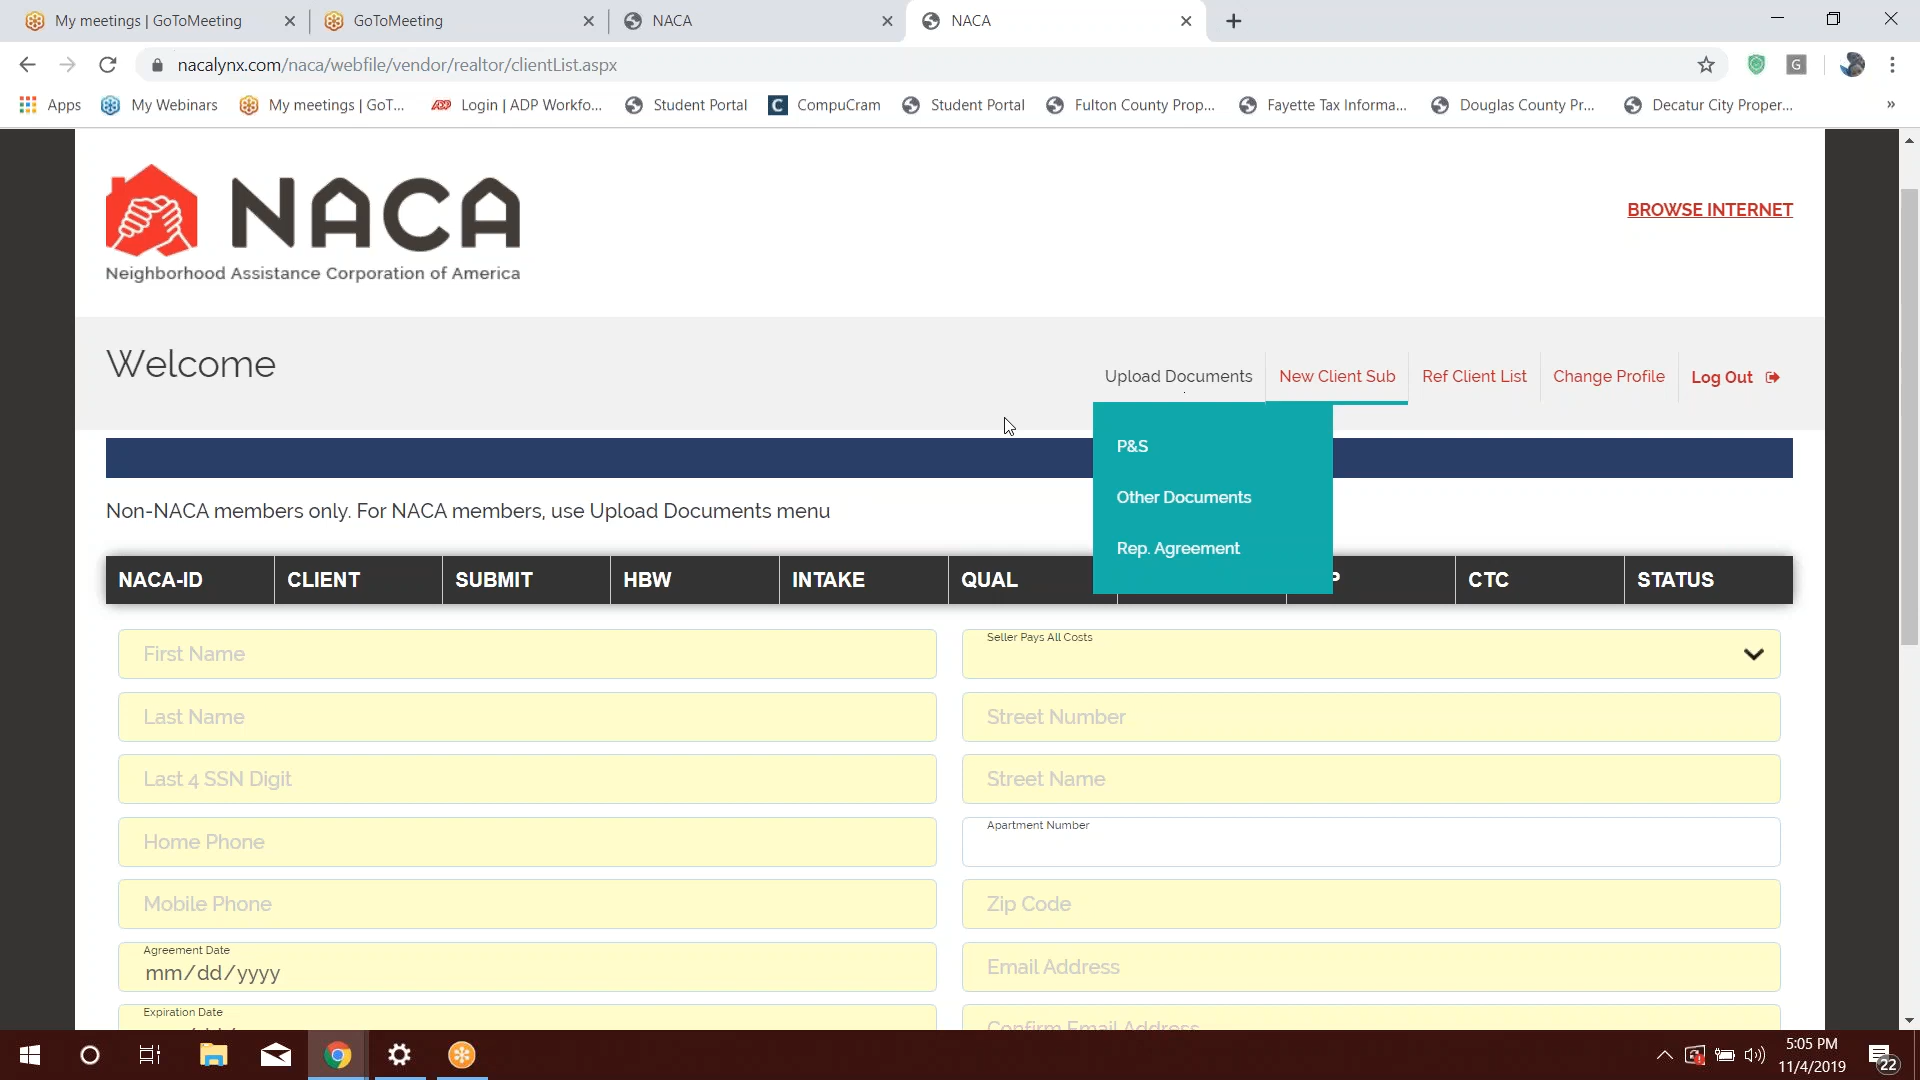 My meetings | GoToMeeting
GoToMeeting
NACA
NACA
nacalynx.com/naca/webfile/vendor/realtor/clientList.aspx
G
Apps
My Webinars
My meetings | GoT...
ADP
Login | ADP Workfo...
Student Portal
C
CompuCram
Student Portal
Fulton County Prop...
Fayette Tax Informa...
Douglas County Pr...
Decatur City Proper...
»
NACA
Neighborhood Assistance Corporation of America
BROWSE INTERNET
Welcome
Upload Documents
New Client Sub
Ref Client List
Change Profile
Log Out
P&S
Other Documents
Rep. Agreement
Non-NACA members only. For NACA members, use Upload Documents menu
NACA-ID
CLIENT
SUBMIT
HBW
INTAKE
QUAL
P
CTC
STATUS
First Name
Seller Pays All Costs
Last Name
Street Number
Last 4 SSN Digit
Street Name
Home Phone
Apartment Number
Mobile Phone
Zip Code
Agreement Date
mm/dd/yyyy
Email Address
Expiration Date
Confirm Email Address
5:05 PM
11/4/2019
22